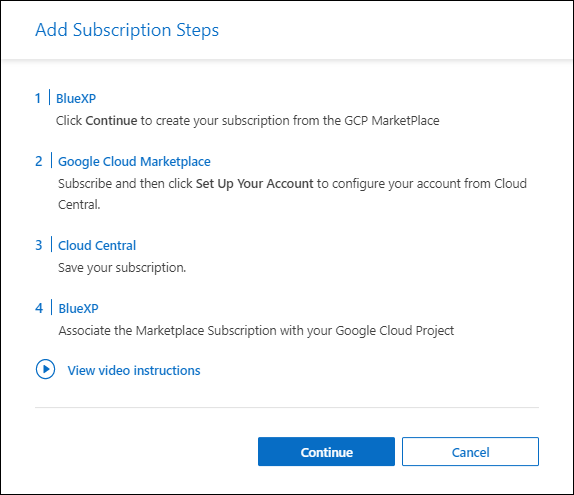 Add Subscription Steps
1 BlueXP
Click Continue to create your subscription from the GCP MarketPlace
2 Google Cloud Marketplace
Subscribe and then click Set Up Your Account to configure your account from Cloud
Central.
3 Cloud Central
Save your subscription.
4 BlueXP
Associate the Marketplace Subscription with your Google Cloud Project
View video instructions
Continue Cancel